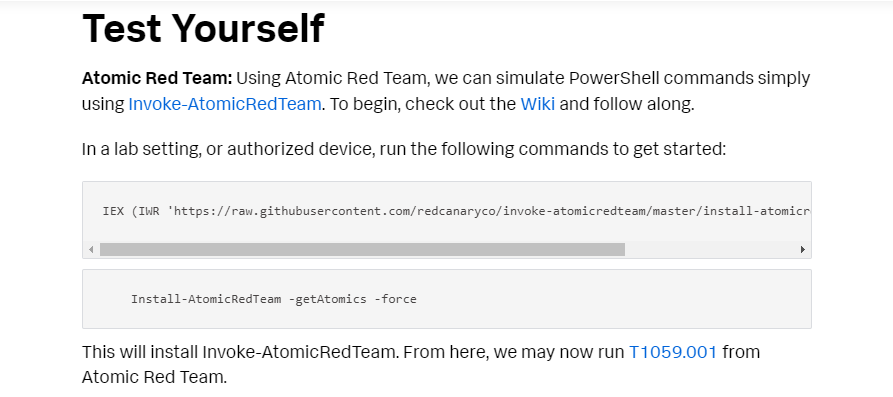 Test Yourself
Atomic Red Team: Using Atomic Red Team, we can simulate PowerShell commands simply
using Invoke-AtomicRedTeam. To begin, check out the Wiki and follow along.
In a lab setting, or authorized device, run the following commands to get started:
IEX (IWR 'https://raw.githubusercontent.com/redcanaryco/invoke-atomicredteam/master/install-atomicr
Install-AtomicRedTeam -getAtomics -force
This will install Invoke-AtomicRedTeam. From here, we may now run T1059.001 from
Atomic Red Team.